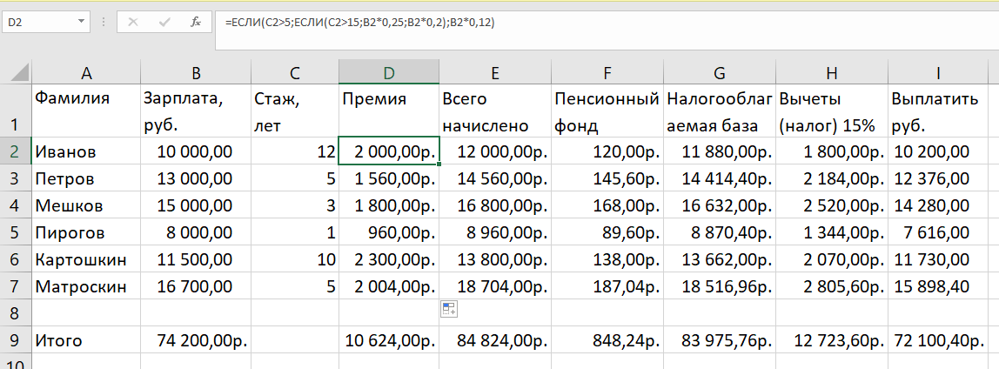 D2 fx =ЕСЛИ(C2>5;ЕСЛИ(C2>15;B2*0,25;B2*0,2);B2*0,12)
A B C D E F G H I
1 Фамилия Зарплата, руб. Стаж, лет Премия Всего начислено Пенсионный фонд Налогооблагаемая база Вычеты (налог) 15% Выплатить руб.
2 Иванов 10 000,00 12 2 000,00р. 12 000,00р. 120,00р. 11 880,00р. 1 800,00р. 10 200,00
3 Петров 13 000,00 5 1 560,00р. 14 560,00р. 145,60р. 14 414,40р. 2 184,00р. 12 376,00
4 Мешков 15 000,00 3 1 800,00р. 16 800,00р. 168,00р. 16 632,00р. 2 520,00р. 14 280,00
5 Пирогов 8 000,00 1 960,00р. 8 960,00р. 89,60р. 8 870,40р. 1 344,00р. 7 616,00
6 Картошкин 11 500,00 10 2 300,00р. 13 800,00р. 138,00р. 13 662,00р. 2 070,00р. 11 730,00
7 Матроскин 16 700,00 5 2 004,00р. 18 704,00р. 187,04р. 18 516,96р. 2 805,60р. 15 898,40
8
9 Итого 74 200,00р. 10 624,00р. 84 824,00р. 848,24р. 83 975,76р. 12 723,60р. 72 100,40р.
10